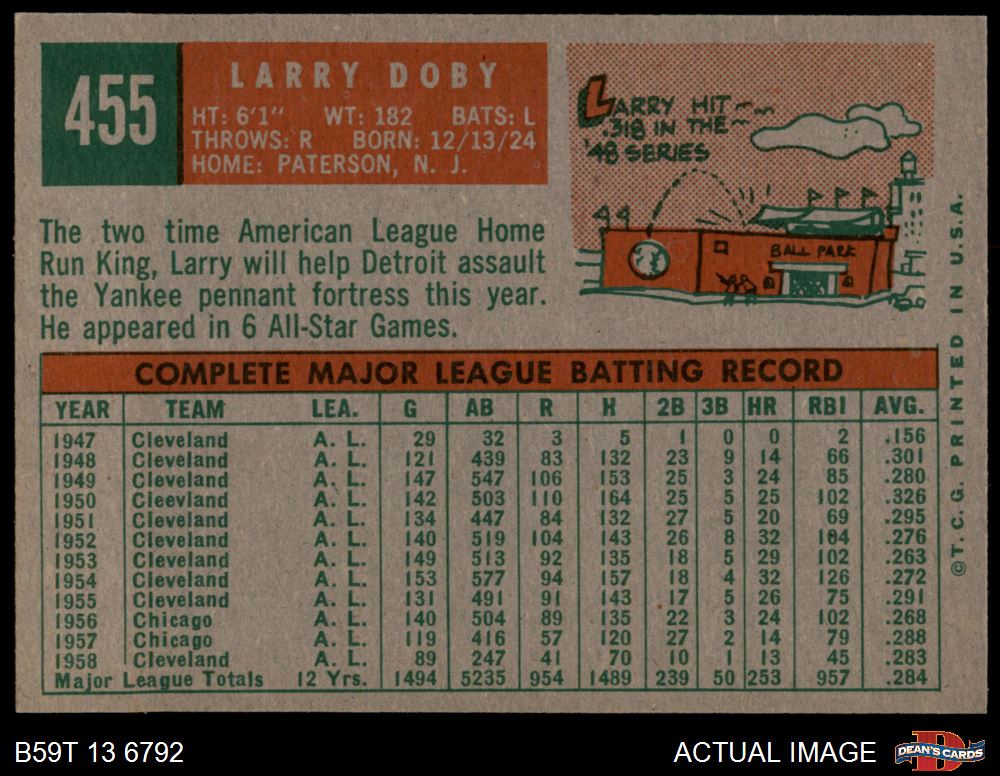 455
LARRY DOBY
HT: 6'1" WT: 182 BATS: L
THROWS: R BORN: 12/13/24
HOME: PATERSON, N. J.
LARRY HIT
.318 IN THE
'48 SERIES
44
BALL PARK
The two time American League Home
Run King, Larry will help Detroit assault
the Yankee pennant fortress this year.
He appeared in 6 All-Star Games.
COMPLETE MAJOR LEAGUE BATTING RECORD
YEAR TEAM LEA. G AB R H 2B 3B HR RBI AVG.
1947 Cleveland A. L. 29 32 3 5 1 0 0 2 .156
1948 Cleveland A. L. 121 439 83 132 23 9 14 66 .301
1949 Cleveland A. L. 147 547 106 153 25 3 24 85 .280
1950 Cleevland A. L. 142 503 110 164 25 5 25 102 .326
1951 Cleveland A. L. 134 447 84 132 27 5 20 69 .295
1952 Cleveland A. L. 140 519 104 143 26 8 32 104 .276
1953 Cleveland A. L. 149 513 92 135 18 5 29 102 .263
1954 Cleveland A. L. 153 577 94 157 18 4 32 126 .272
1955 Cleveland A. L. 131 491 91 143 17 5 26 75 .291
1956 Chicago A. L. 140 504 89 135 22 3 24 102 .268
1957 Chicago A. L. 119 416 57 120 27 2 14 79 .288
1958 Cleveland A. L. 89 247 41 70 10 1 13 45 .283
Major League Totals 12 Yrs. 1494 5235 954 1489 239 50 253 957 .284
© T. C. G. PRINTED IN U.S.A.
B59T 13 6792
ACTUAL IMAGE
DEAN'S CARDS